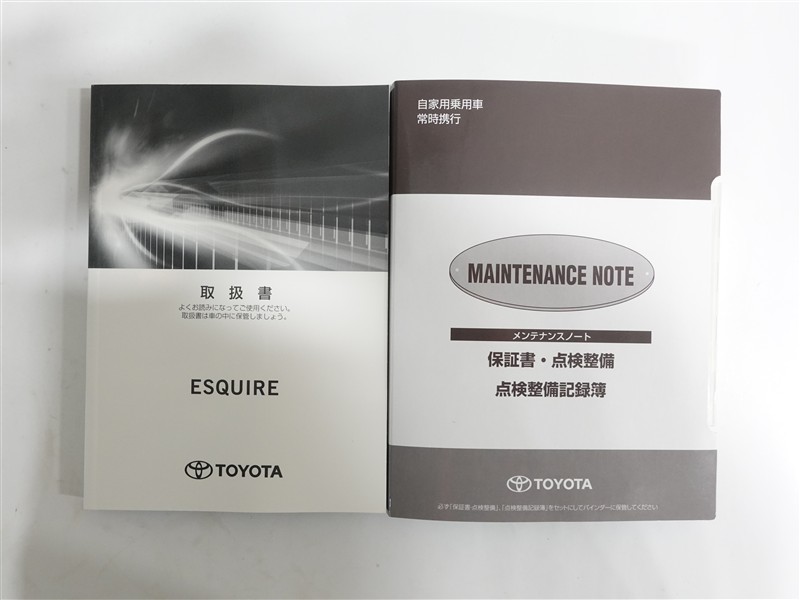 取扱書
よくお読みになってご使用ください。
取扱書は車の中に保管しましょう。
ESQUIRE
TOYOTA
自家用乗用車
常時携行
MAINTENANCE NOTE
メンテナンスノート
保証書・点検整備
点検整備記録簿
TOYOTA
必ず「保証書・点検整備」、「点検整備記録簿」をセットにしてバインダーに保管してください